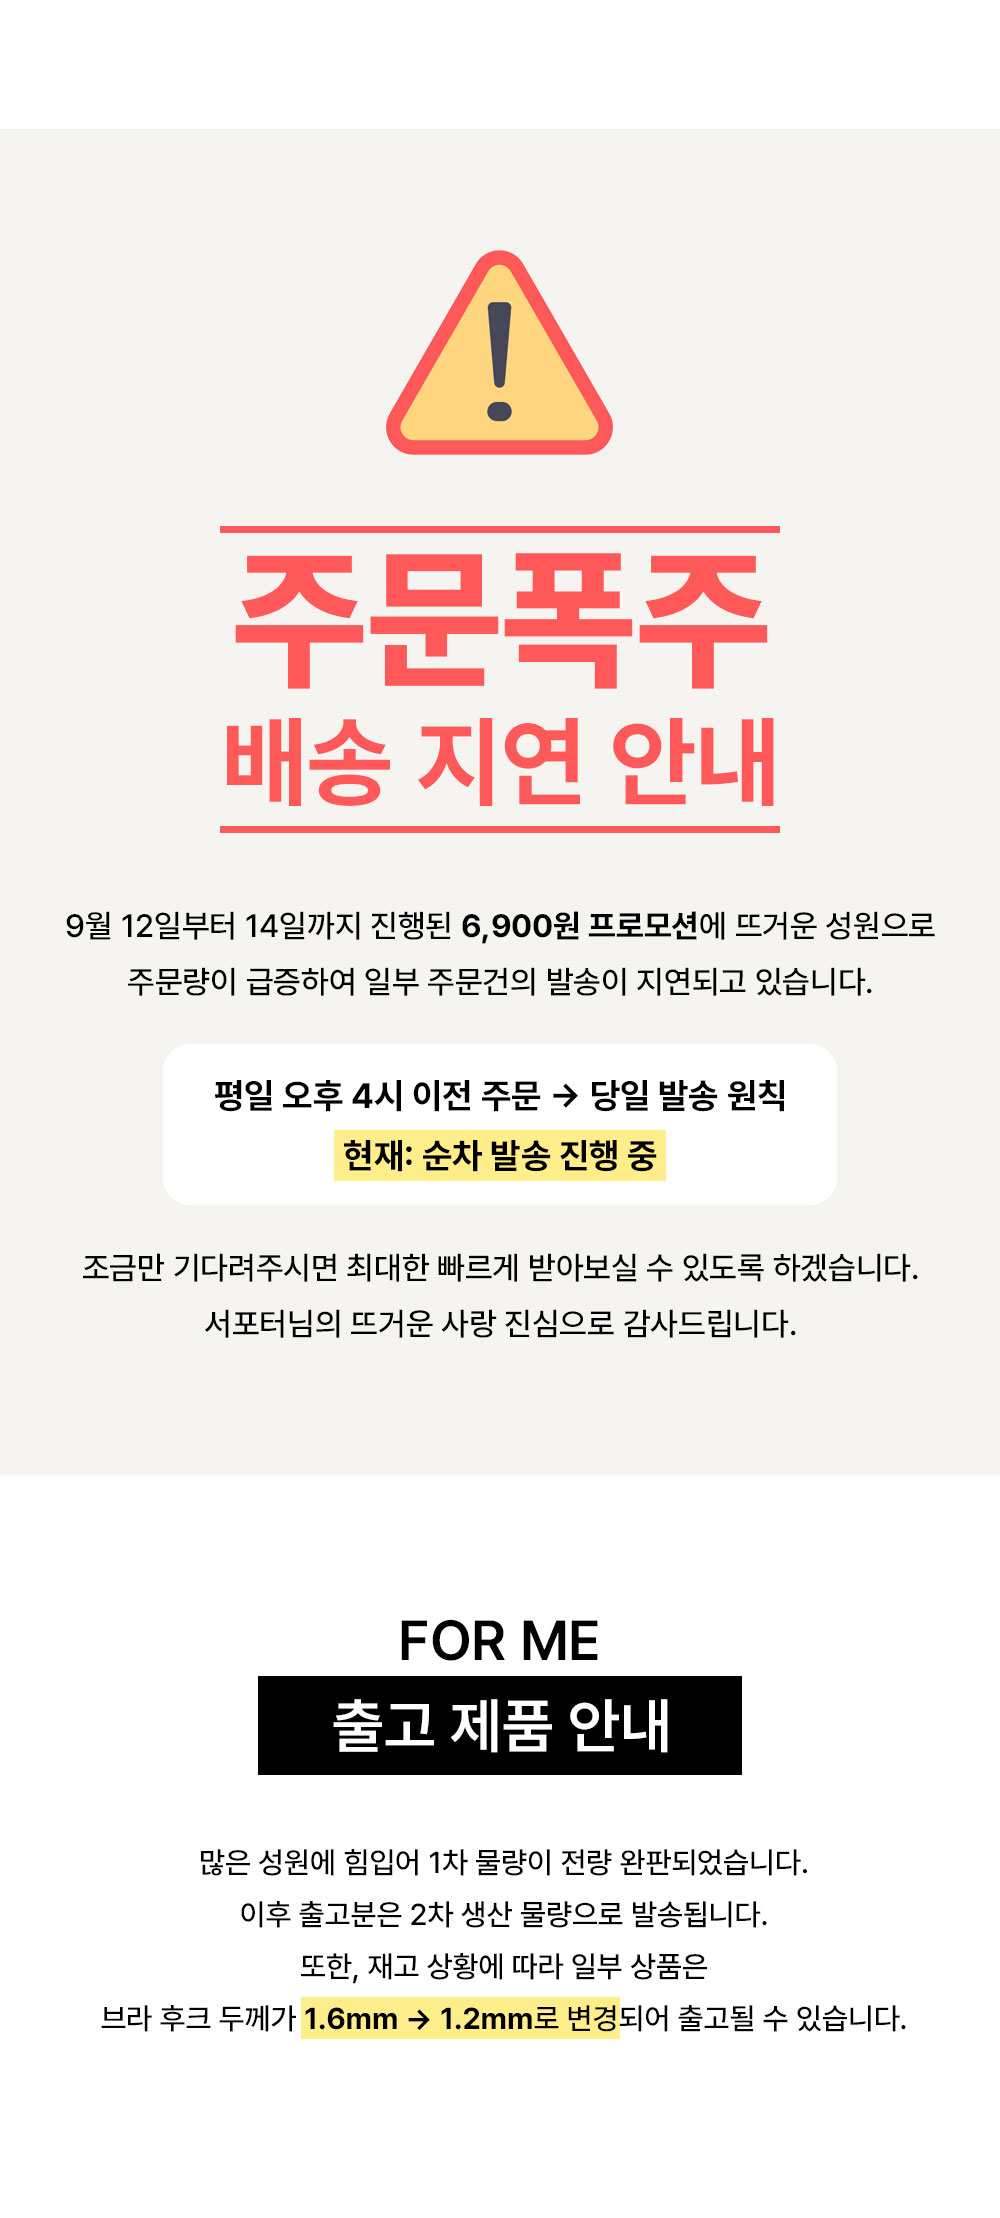 주문폭주
배송 지연 안내
9월 12일부터 14일까지 진행된 6,900원 프로모션에 뜨거운 성원으로
주문량이 급증하여 일부 주문건의 발송이 지연되고 있습니다.
평일 오후 4시 이전 주문 → 당일 발송 원칙
현재: 순차 발송 진행 중
조금만 기다려주시면 최대한 빠르게 받아보실 수 있도록 하겠습니다.
서포터님의 뜨거운 사랑 진심으로 감사드립니다.
FOR ME
출고 제품 안내
많은 성원에 힘입어 1차 물량이 전량 완판되었습니다.
이후 출고분은 2차 생산 물량으로 발송됩니다.
또한, 재고 상황에 따라 일부 상품은
브라 후크 두께가 1.6mm → 1.2mm로 변경되어 출고될 수 있습니다.